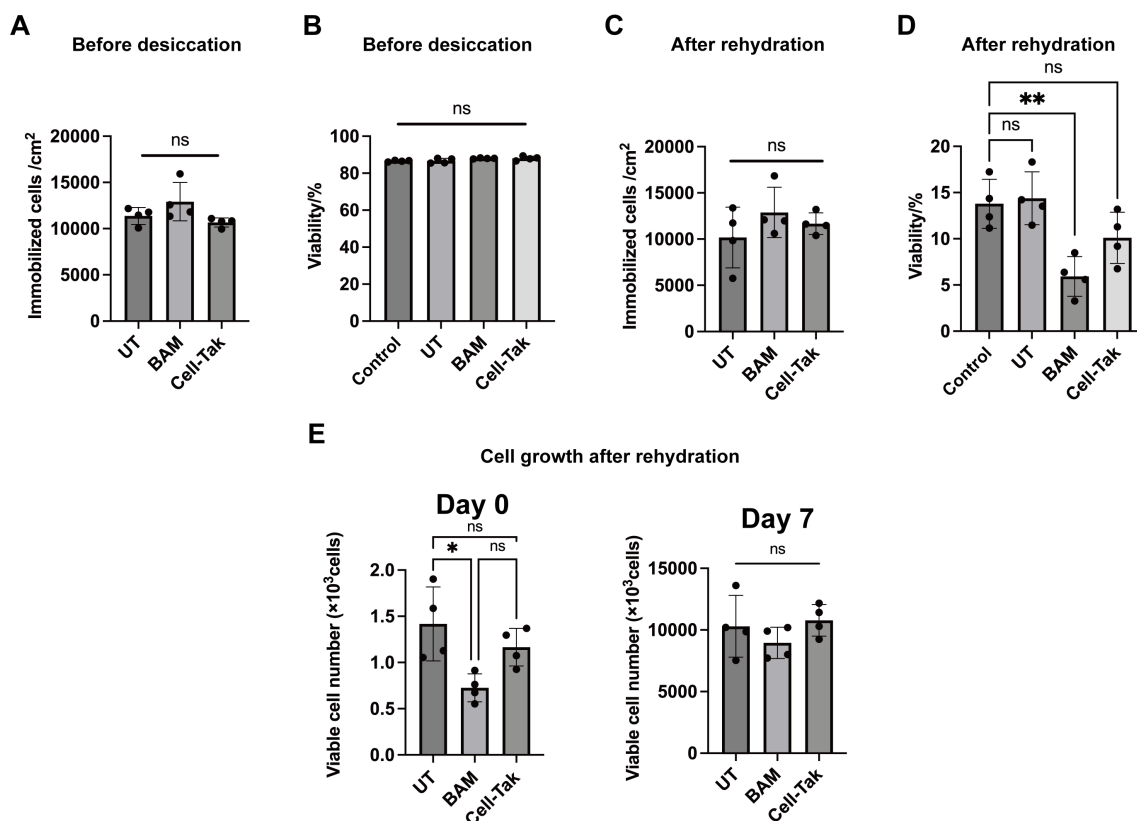 A
Before desiccation
Immobilized cells /cm²
20000
15000
10000
5000
0
ns
UT
BAM
Cell-Tak
B
Before desiccation
Viability/%
100
80
60
40
20
0
ns
Control
UT
BAM
Cell-Tak
C
After rehydration
Immobilized cells /cm²
20000
15000
10000
5000
0
ns
UT
BAM
Cell-Tak
D
After rehydration
Viability/%
20
15
10
5
0
ns
**
ns
Control
UT
BAM
Cell-Tak
E
Cell growth after rehydration
Day 0
Viable cell number (×10³cells)
2.0
1.5
1.0
0.5
0.0
ns
*
ns
UT
BAM
Cell-Tak
Day 7
Viable cell number (×10³cells)
15000
10000
5000
0
ns
UT
BAM
Cell-Tak